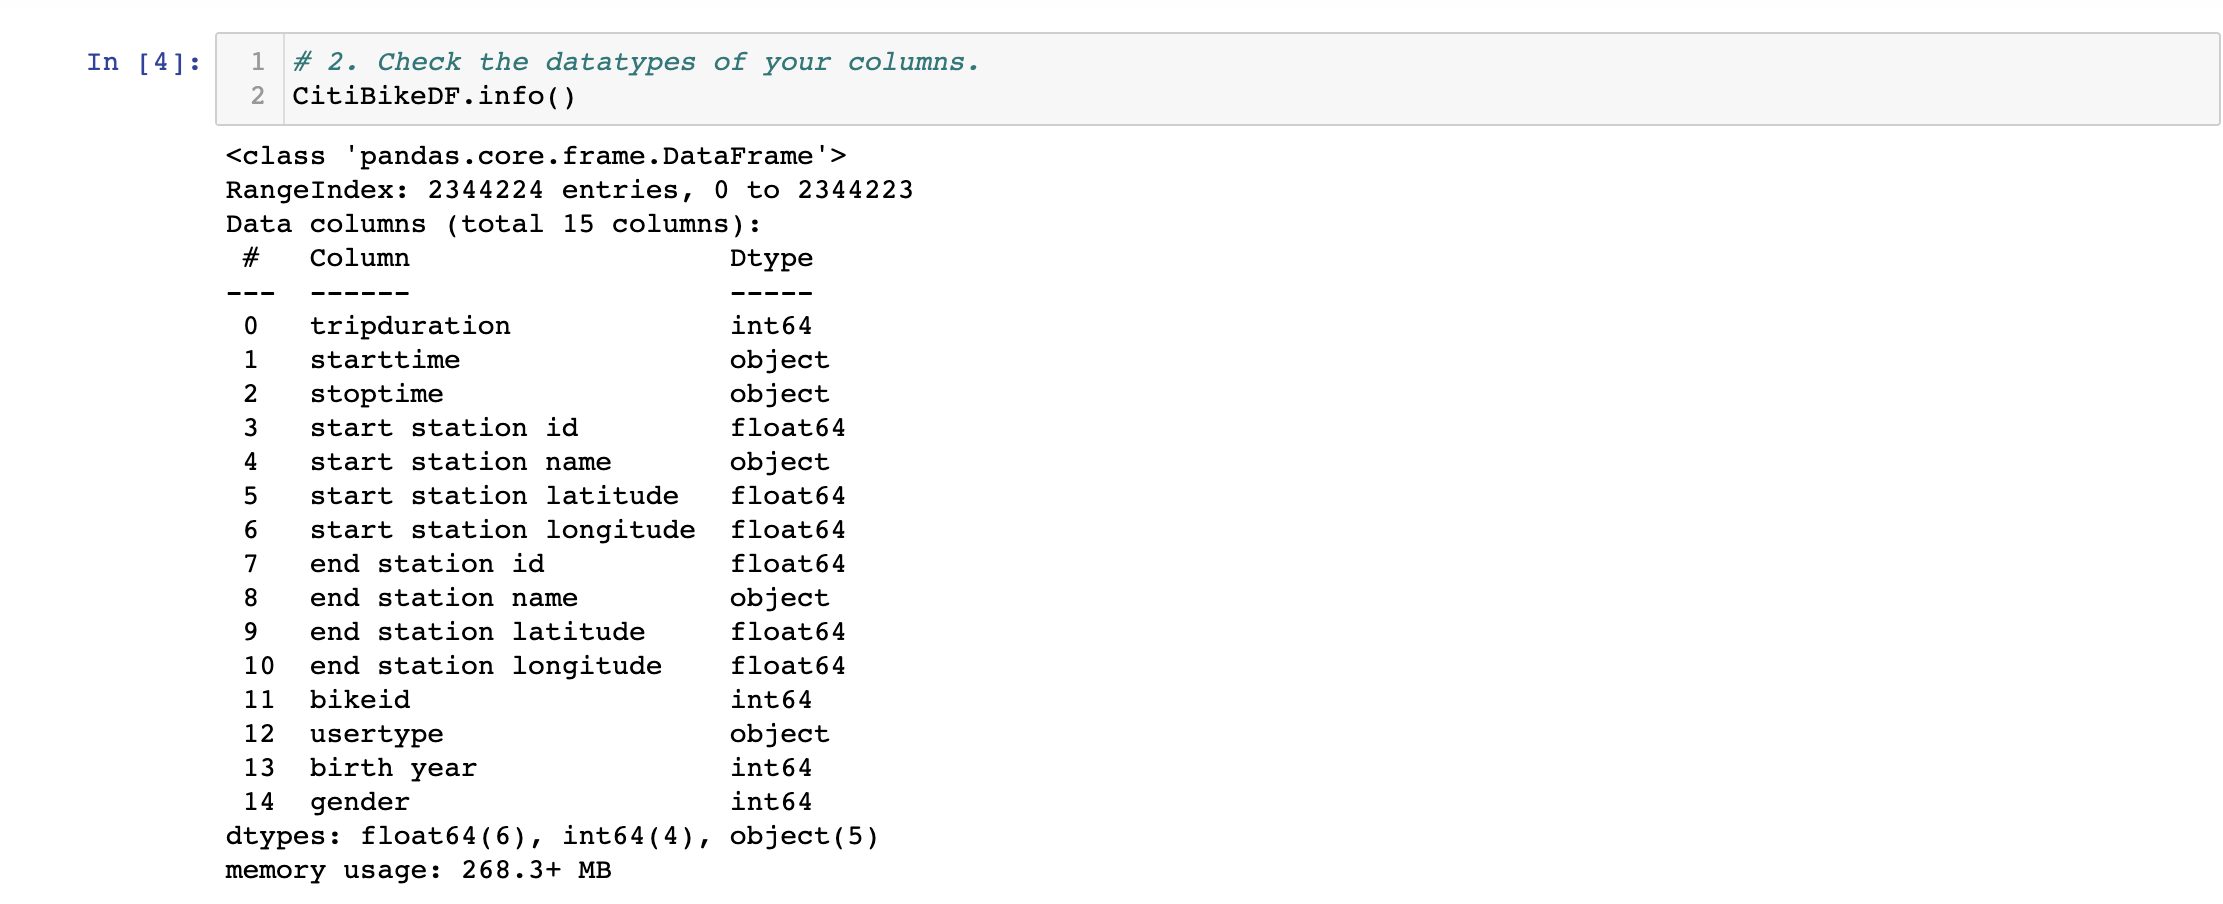 In [4]:
1 # 2. Check the datatypes of your columns.
2 CitiBikeDF.info()
<class 'pandas.core.frame.DataFrame'>
RangeIndex: 2344224 entries, 0 to 2344223
Data columns (total 15 columns):
 #   Column                   Dtype
---  ------                   -----
 0   tripduration             int64
 1   starttime                object
 2   stoptime                 object
 3   start station id         float64
 4   start station name       object
 5   start station latitude   float64
 6   start station longitude  float64
 7   end station id           float64
 8   end station name         object
 9   end station latitude     float64
 10  end station longitude    float64
 11  bikeid                   int64
 12  usertype                 object
 13  birth year               int64
 14  gender                   int64
dtypes: float64(6), int64(4), object(5)
memory usage: 268.3+ MB